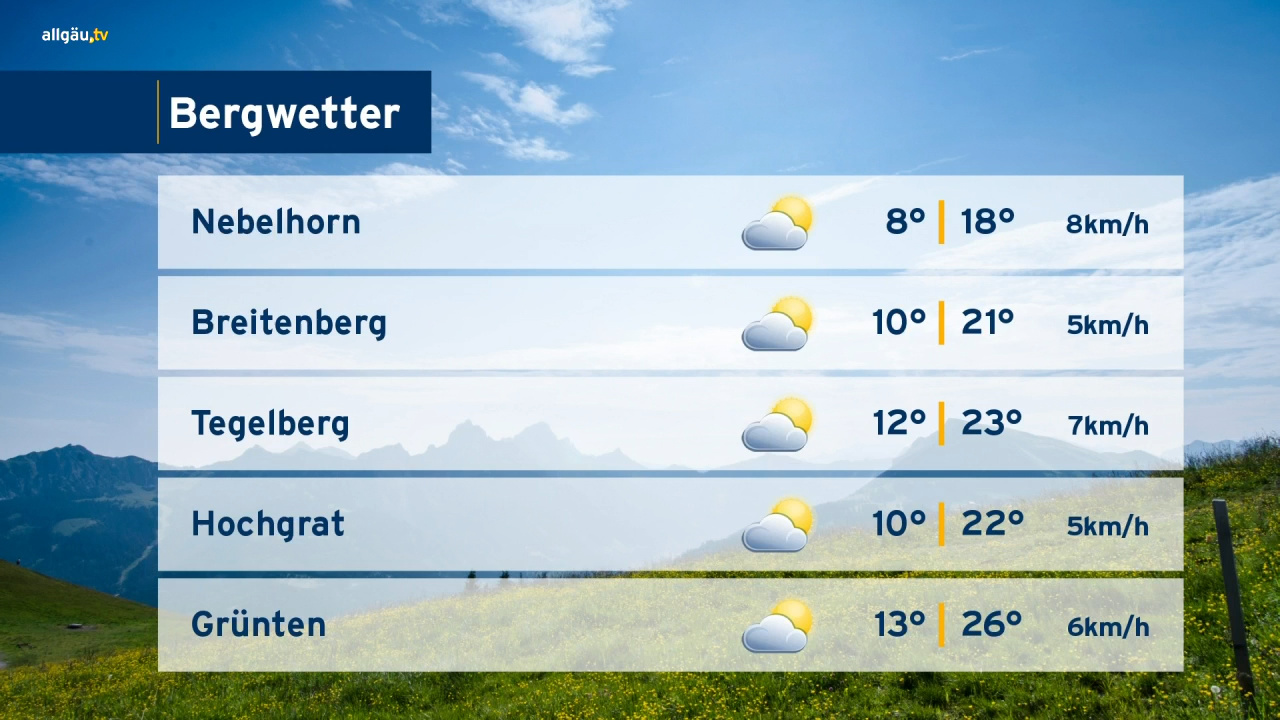 allgäu.tv
Bergwetter
Nebelhorn 8° 18° 8km/h
Breitenberg 10° 21° 5km/h
Tegelberg 12° 23° 7km/h
Hochgrat 10° 22° 5km/h
Grünten 13° 26° 6km/h